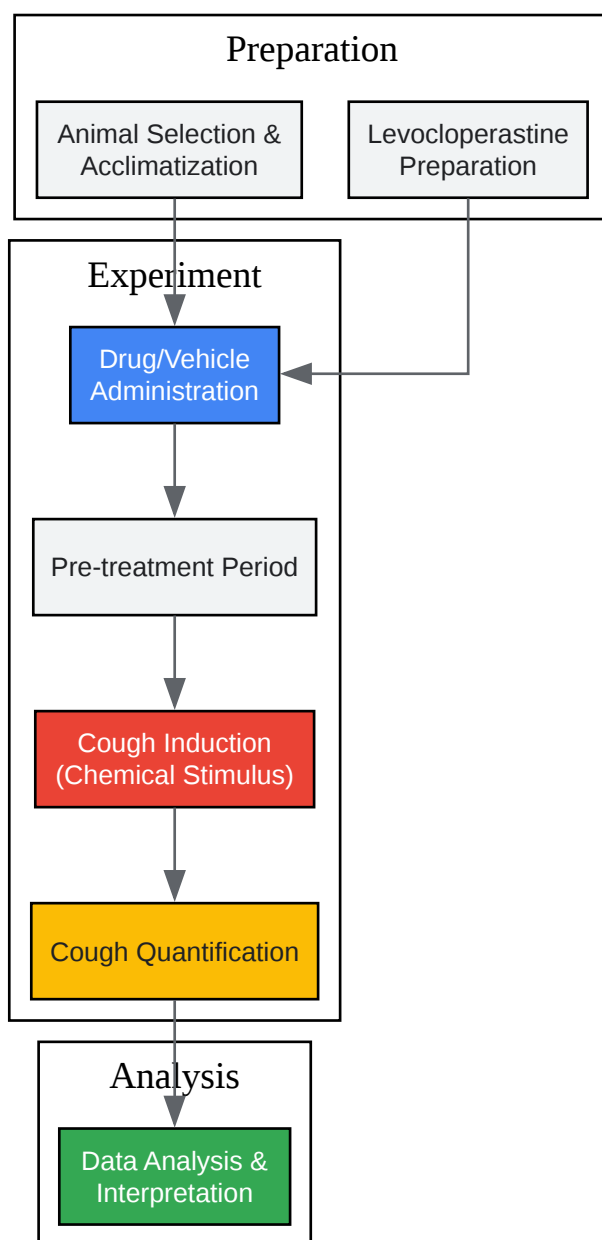 Preparation
Animal Selection &
Acclimatization
Levocloperastine
Preparation
Experiment
Drug/Vehicle
Administration
Pre-treatment Period
Cough Induction
(Chemical Stimulus)
Cough Quantification
Analysis
Data Analysis &
Interpretation